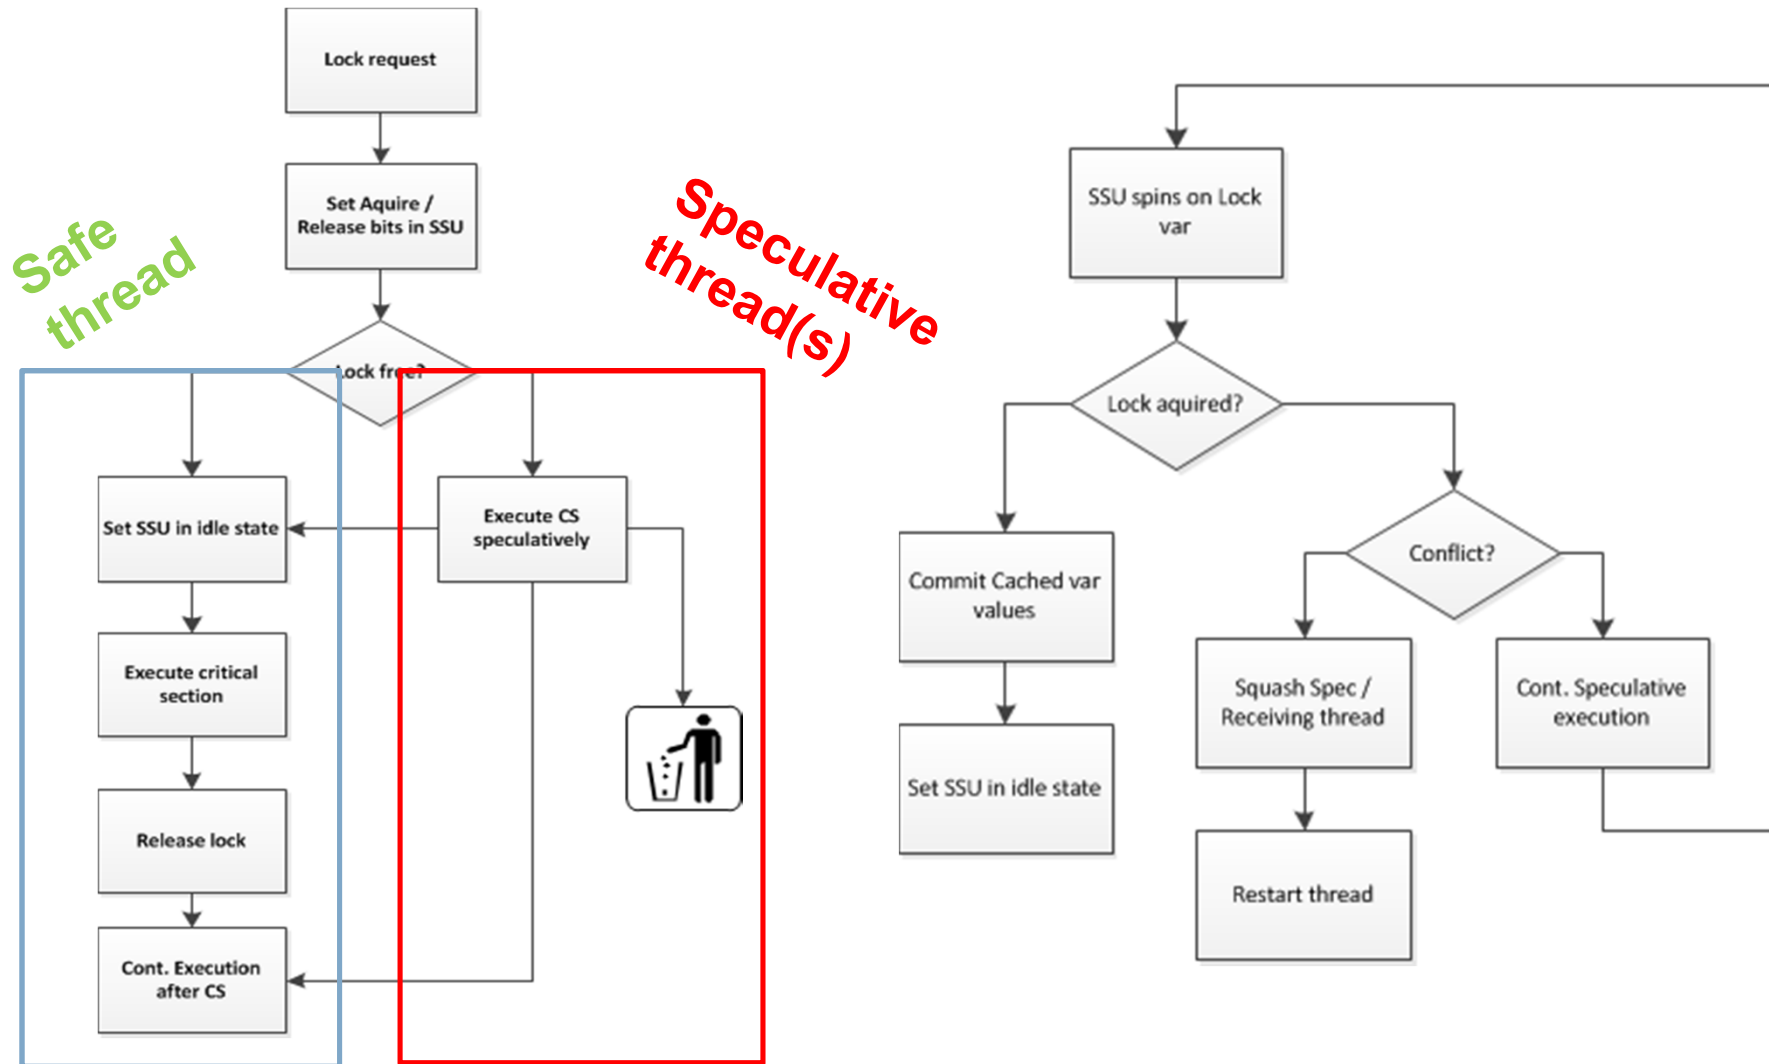 Lock request
Set Aquire /
Release bits in SSU
Safe
thread
Speculative
thread(s)
Lock free?
Set SSU in idle state
Execute CS
speculatively
Execute critical
section
Release lock
Cont. Execution
after CS
SSU spins on Lock
var
Lock aquired?
Conflict?
Commit Cached var
values
Squash Spec /
Receiving thread
Cont. Speculative
execution
Set SSU in idle state
Restart thread